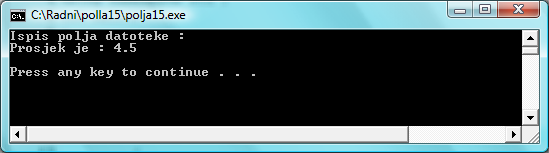 C:\Radni\polla15\polja15.exe
Ispis polja datoteke :
Prosjek je : 4.5
Press any key to continue . . .